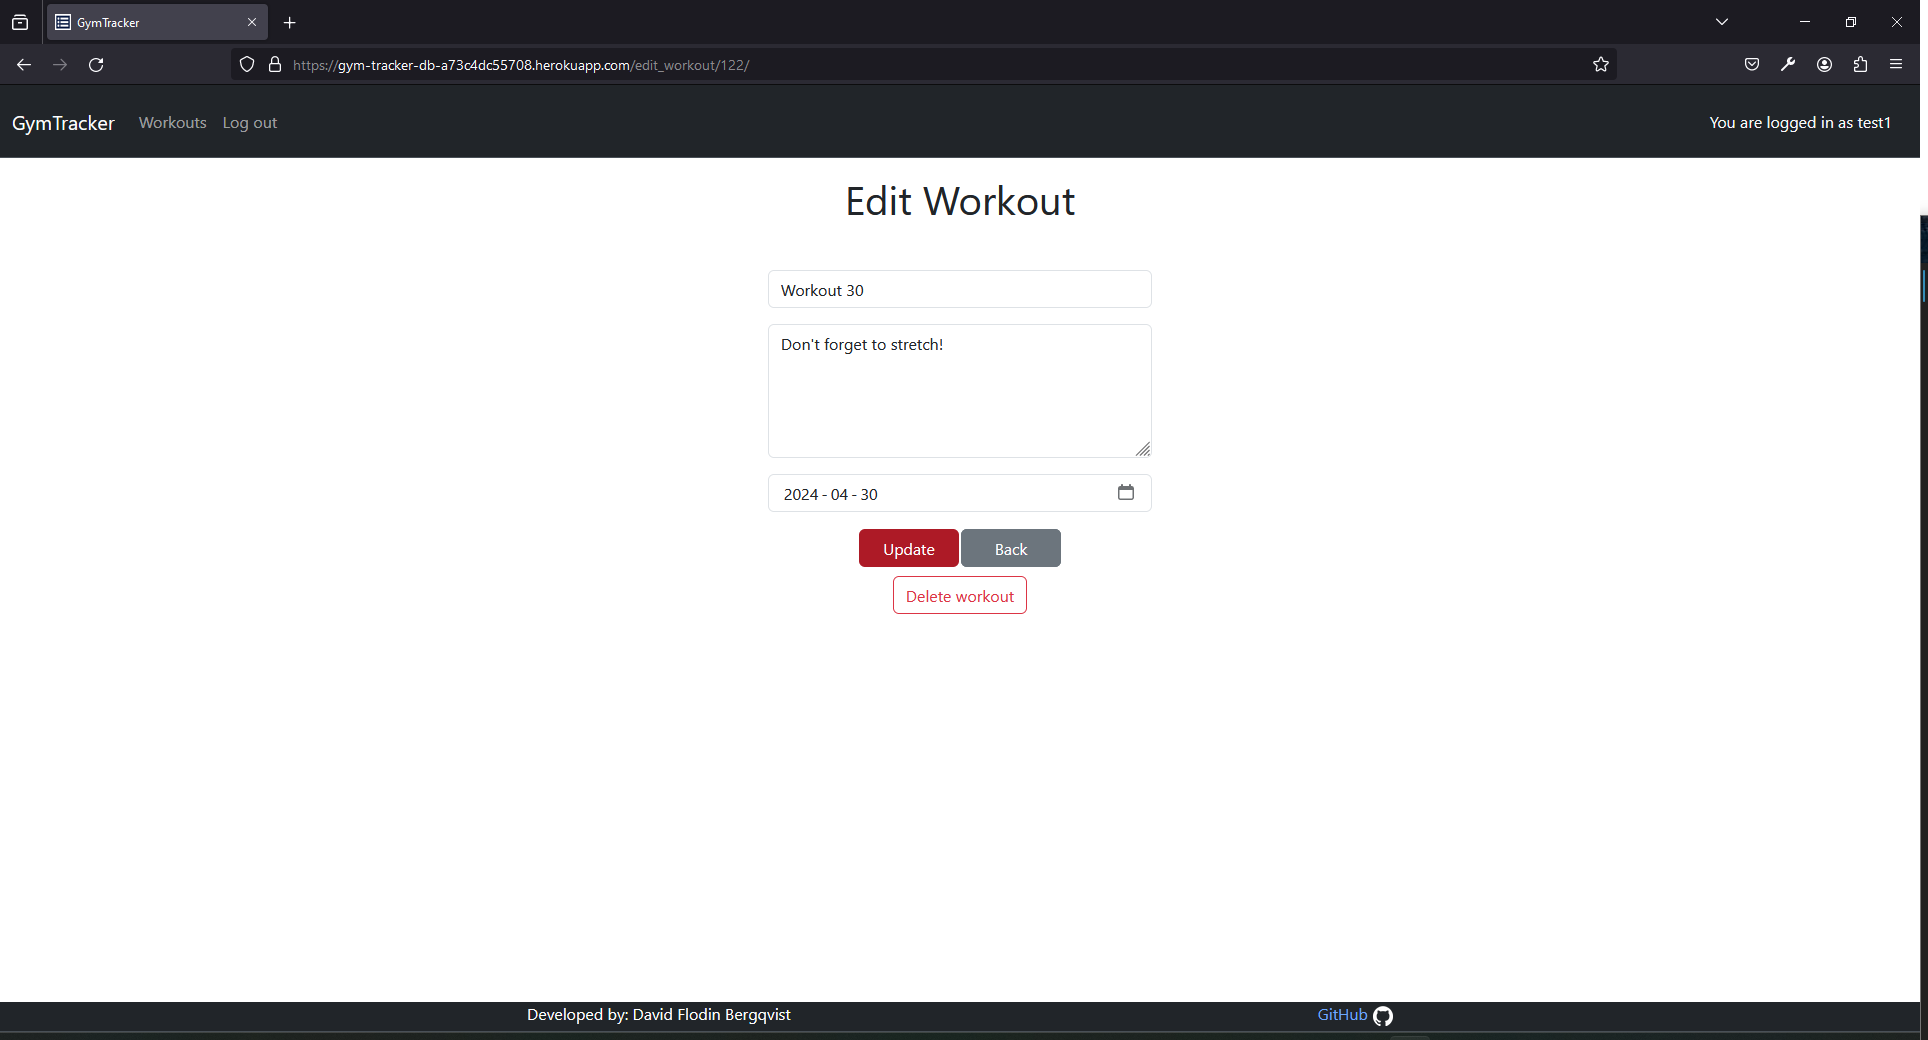 GymTracker
https://gym-tracker-db-a73c4dc55708.herokuapp.com/edit_workout/122/
GymTracker Workouts Log out You are logged in as test1
Edit Workout
Workout 30
Don't forget to stretch!
2024 - 04 - 30
Update Back
Delete workout
Developed by: David Flodin Bergqvist GitHub